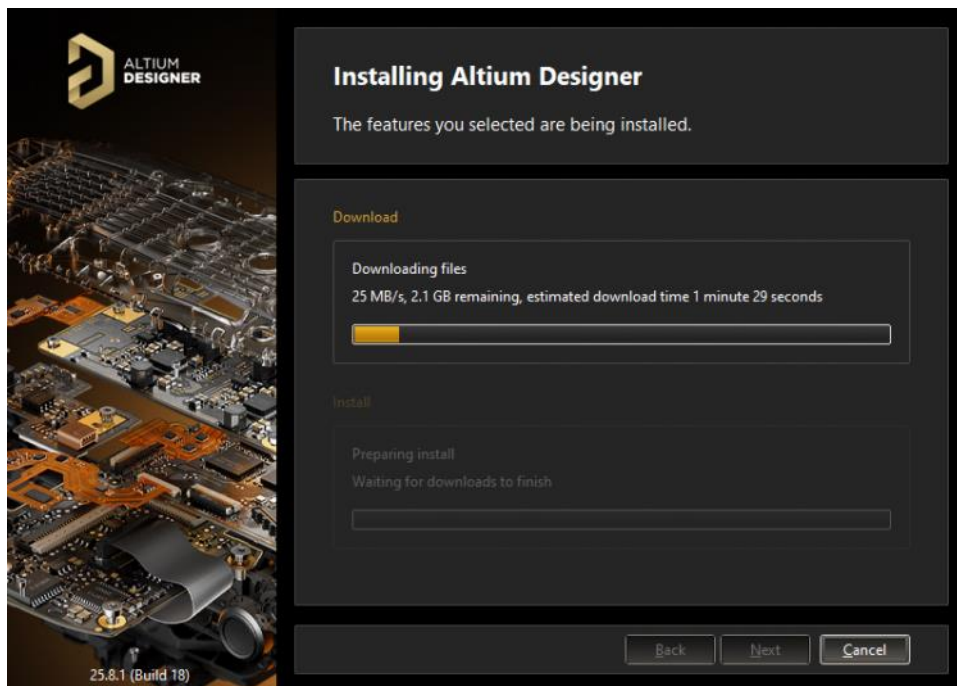 ALTIUM
DESIGNER
Installing Altium Designer
The features you selected are being installed.
Download
Downloading files
25 MB/s, 2.1 GB remaining, estimated download time 1 minute 29 seconds
Install
Preparing install
Waiting for downloads to finish
Back
Next
Cancel
25.8.1 (Build 18)